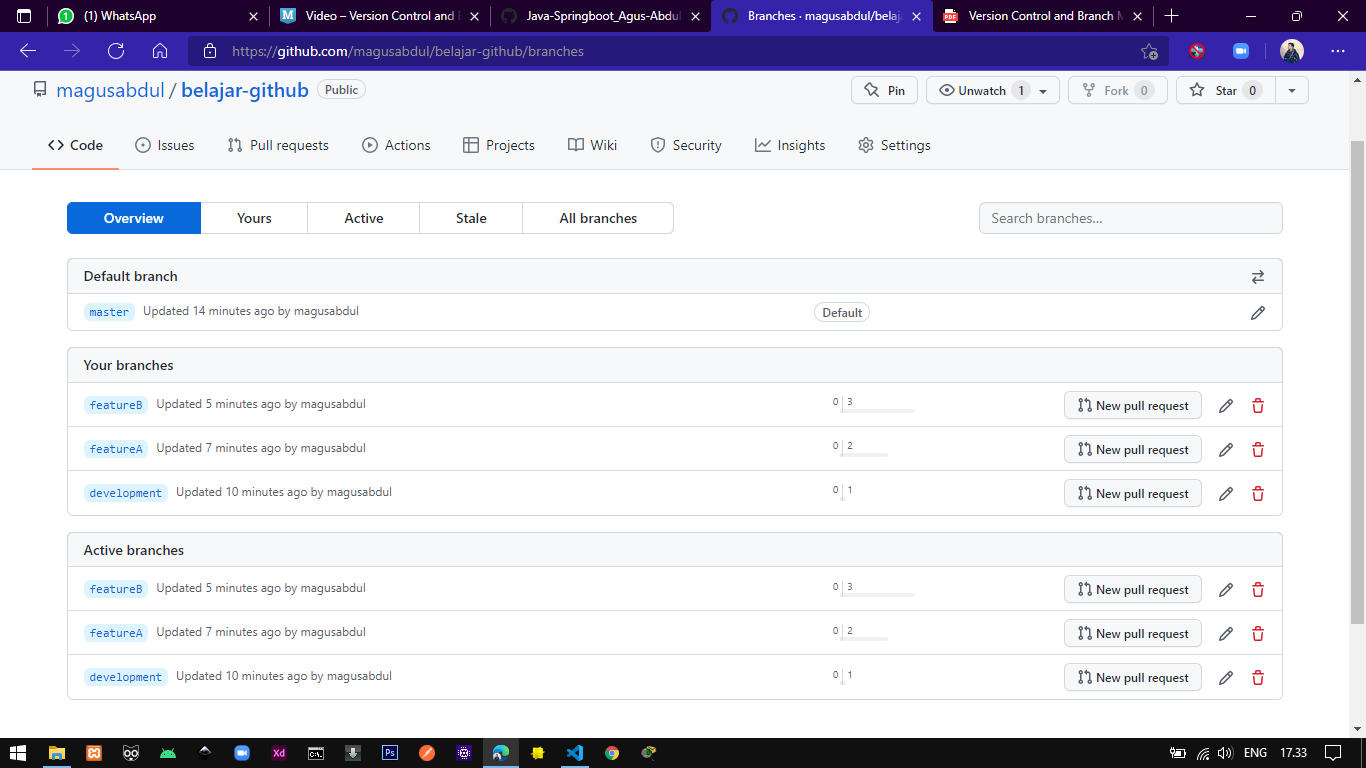 (1) WhatsApp
Video – Version Control and
Java-Springboot_Agus-Abdul
Branches · magusabdul/bela
PDF
Version Control and Branch M
https://github.com/magusabdul/belajar-github/branches
magusabdul / belajar-github Public
Pin
Unwatch 1
Fork 0
Star 0
Code
Issues
Pull requests
Actions
Projects
Wiki
Security
Insights
Settings
Overview
Yours
Active
Stale
All branches
Search branches...
Default branch
master Updated 14 minutes ago by magusabdul Default
Your branches
featureB Updated 5 minutes ago by magusabdul 0 3 New pull request
featureA Updated 7 minutes ago by magusabdul 0 2 New pull request
development Updated 10 minutes ago by magusabdul 0 1 New pull request
Active branches
featureB Updated 5 minutes ago by magusabdul 0 3 New pull request
featureA Updated 7 minutes ago by magusabdul 0 2 New pull request
development Updated 10 minutes ago by magusabdul 0 1 New pull request
Xd
Ps
ENG
17.33